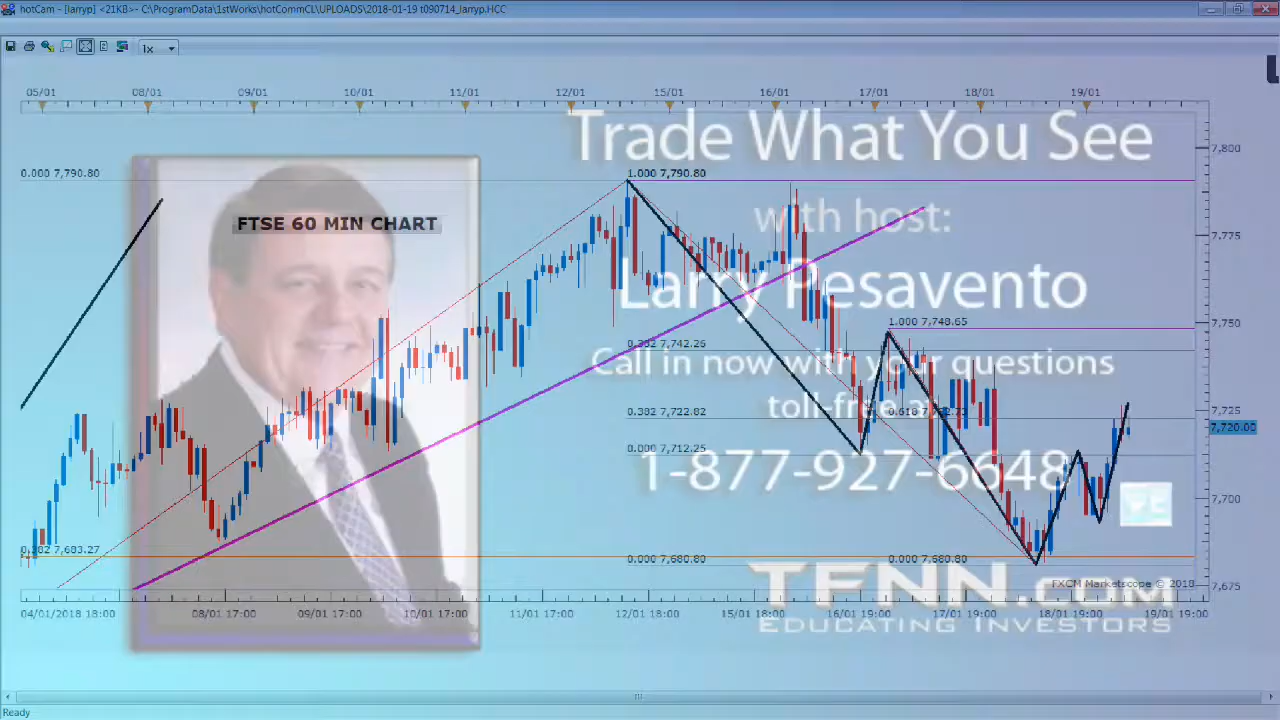 hotCam - [larryp] <21KB> - C:\ProgramData\1stWorks\hotCommCL\UPLOADS\2018-01-19 t090714_larryp.HCC
1x
05/01 08/01 09/01 10/01 11/01 12/01 15/01 16/01 17/01 18/01 19/01
Trade What You See
7,800
0.000 7,790.80
1.000 7,790.80
with host:
FTSE 60 MIN CHART
7,775
Larry Pesavento
1.000 7,748.65
7,750
7,742.26
Call in now with your questions
0.382 7,722.82
toll-free at
0.618
7,725
7,720.00
0.000 7,712.25
1-877-927-6648
7,700
0.382 7,683.27
0.000 7,680.80
0.000 7,680.80
7,675
TFNN.com
FXCM Marketscope © 2018
EDUCATING INVESTORS
04/01/2018 18:00 08/01 17:00 09/01 17:00 10/01 17:00 11/01 17:00 12/01 18:00 15/01 18:00 16/01 19:00 17/01 19:00 18/01 19:00 19/01 19:00
Ready